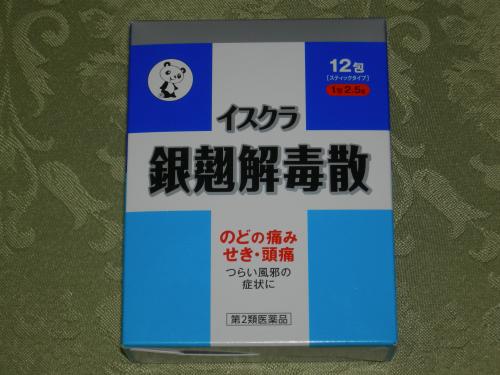 12包
[スティックタイプ]
1包2.5g
イスクラ
銀翹解毒散
のどの痛み
せき・頭痛
つらい風邪の
症状に
第2類医薬品